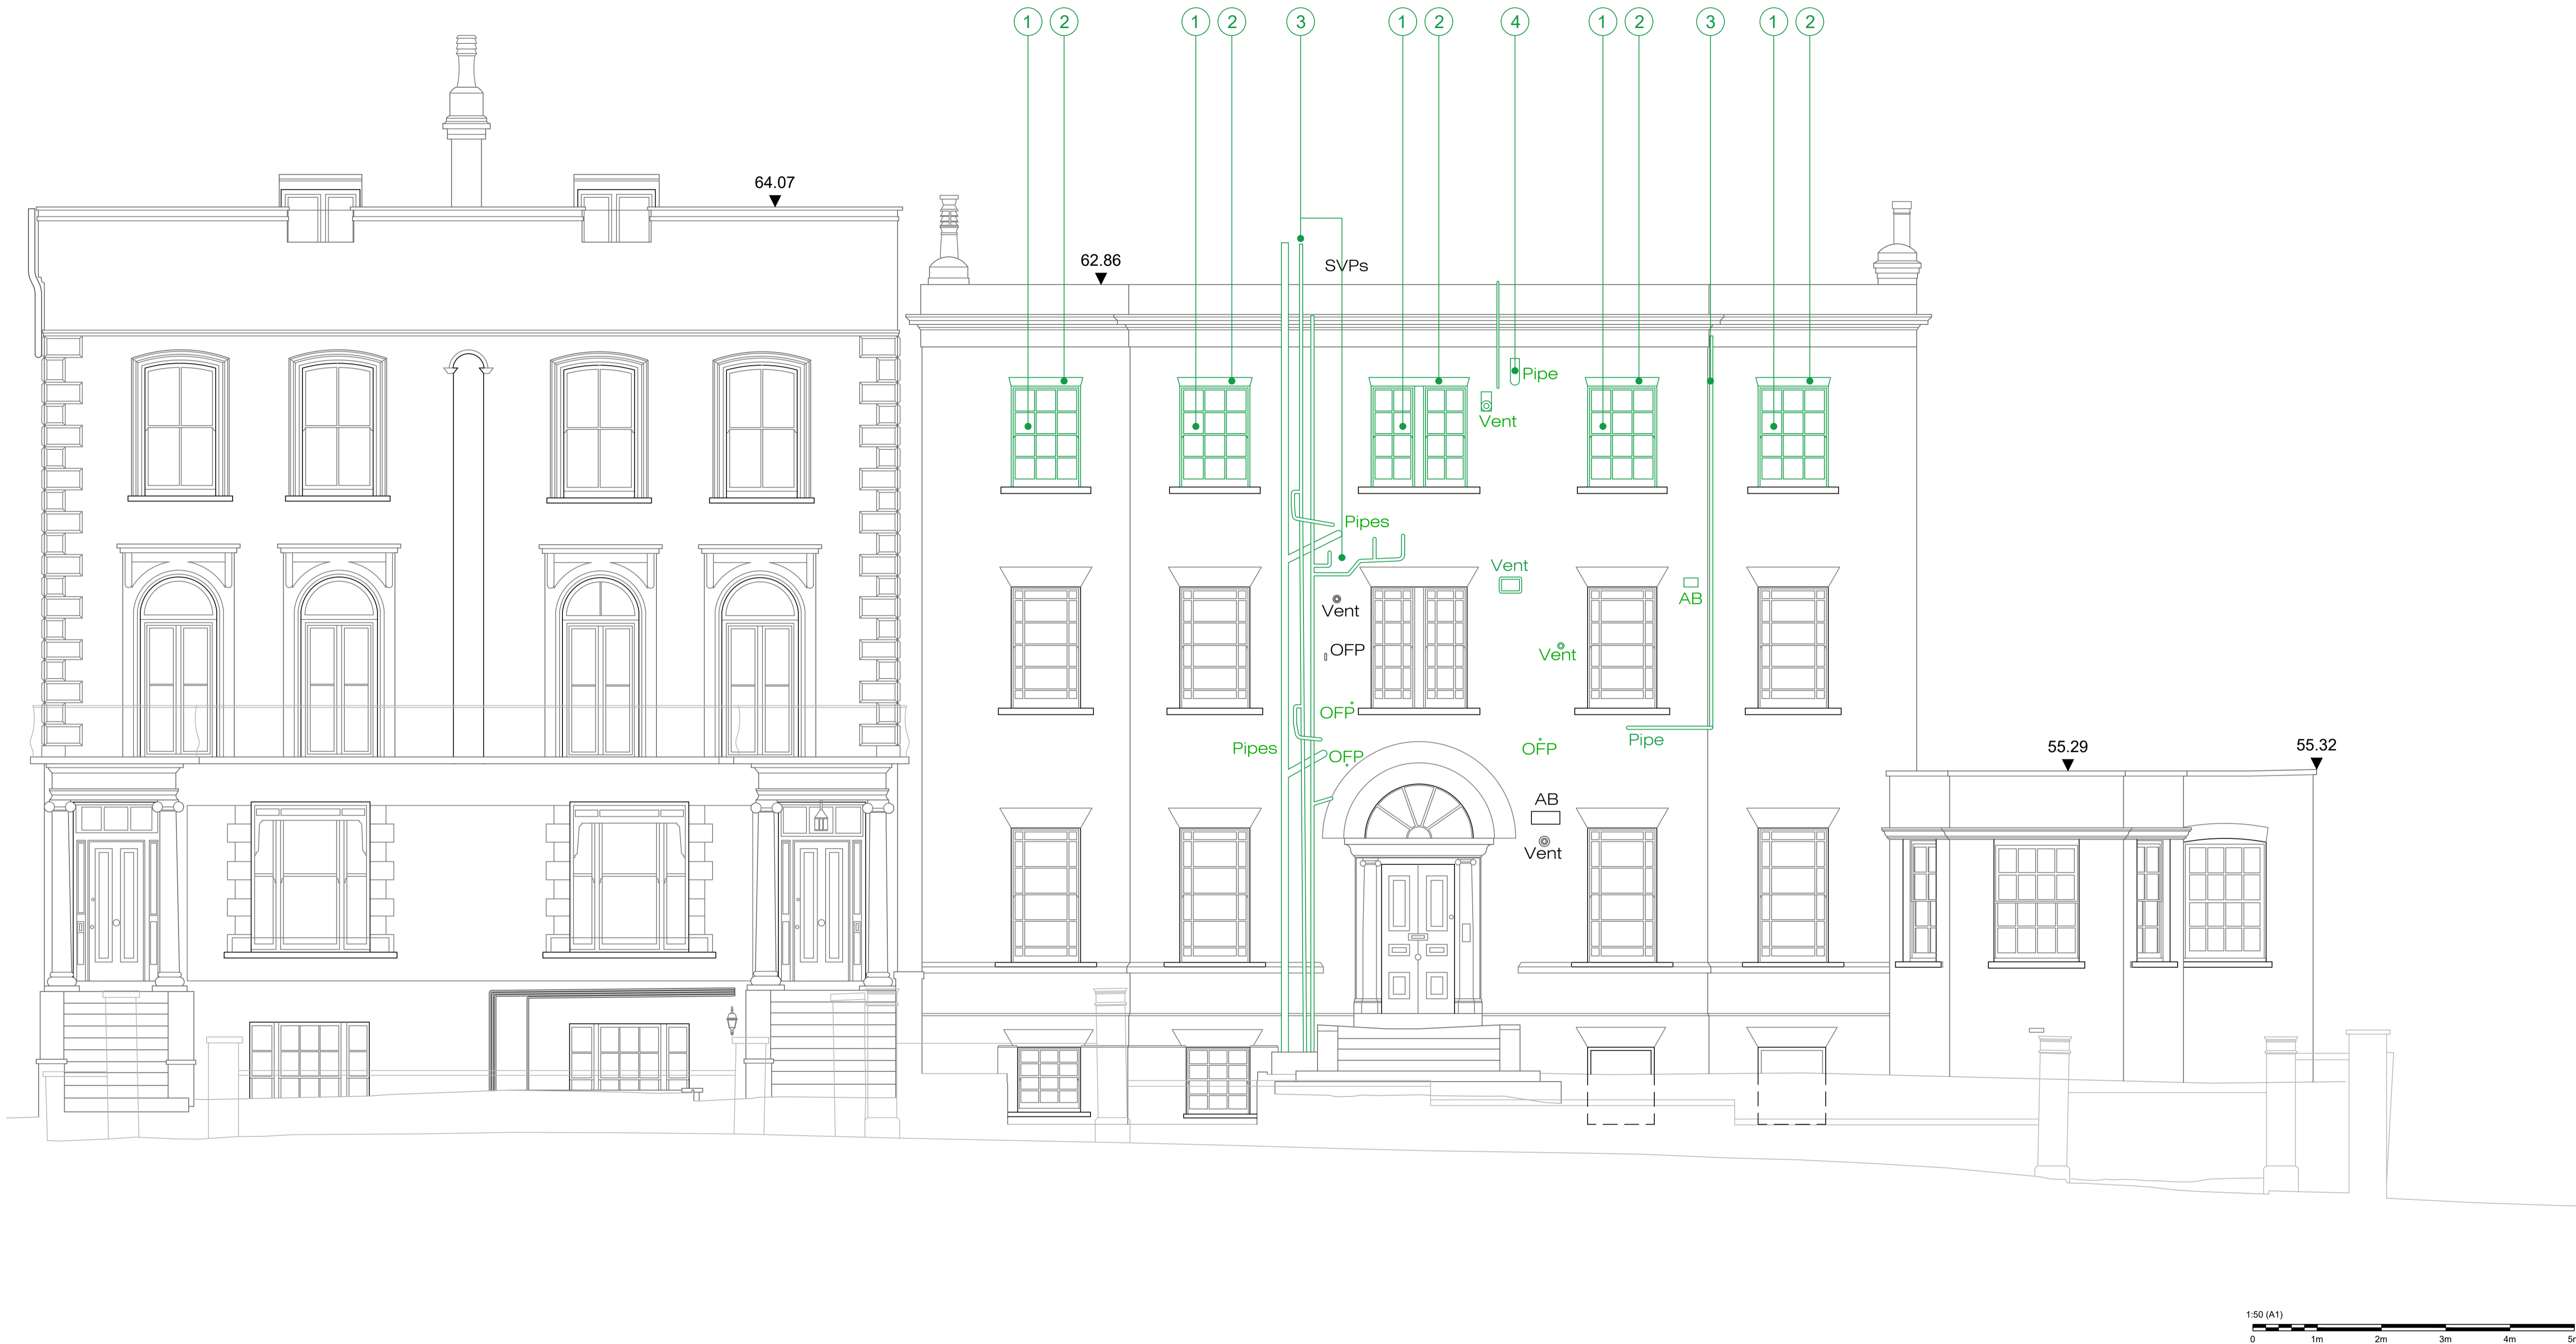 1 2 1 2 3 1 2 4 1 2 3 1 2
64.07
62.86
SVPs
Pipe
Vent
Pipes
Vent
AB
Vent
OFP
Vent
OFP
Pipes
OFP
OFP
Pipe
55.29
55.32
AB
Vent
1:50 (A1)
0 1m 2m 3m 4m